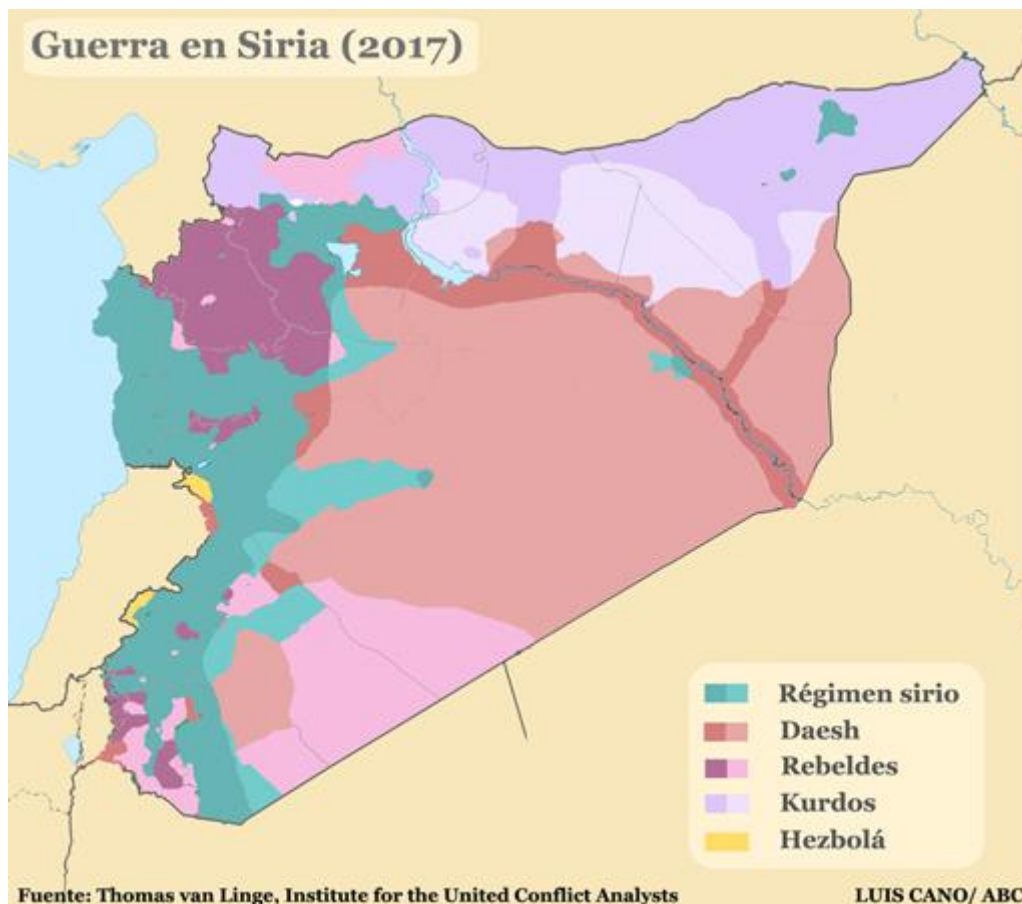 Guerra en Siria (2017)
Régimen sirio
Daesh
Rebeldes
Kurdos
Hezbolá
Fuente: Thomas van Linge, Institute for the United Conflict Analysts
LUIS CANO/ ABC